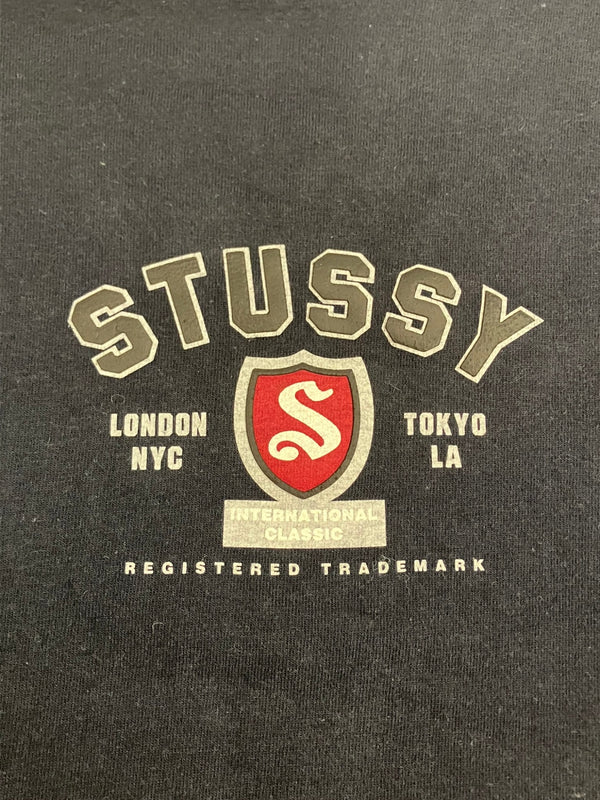 STUSSY
LONDON
NYC
S
TOKYO
LA
INTERNATIONAL
CLASSIC
REGISTERED TRADEMARK